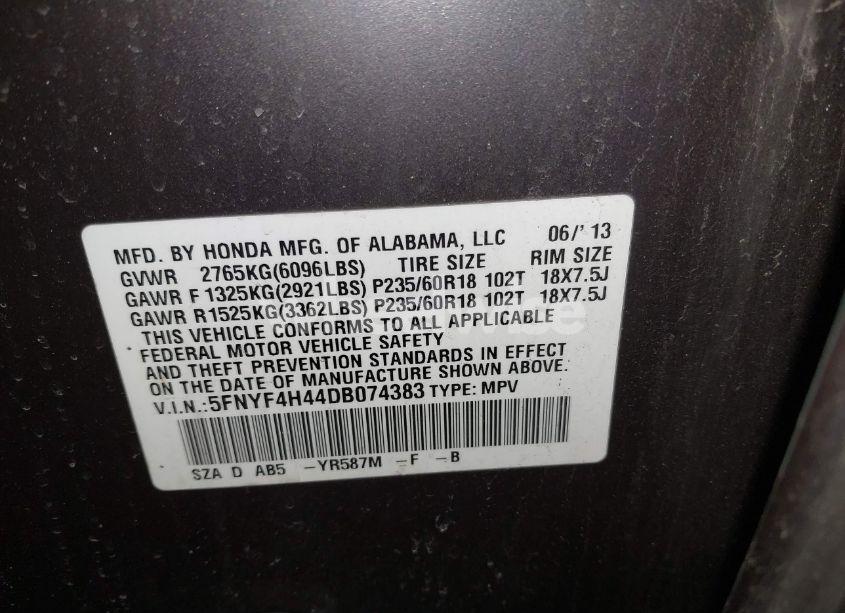 MFD. BY HONDA MFG. OF ALABAMA, LLC 06/' 13
GVWR 2765KG(6096LBS) TIRE SIZE RIM SIZE
GAWR F 1325KG(2921LBS) P235/60R18 102T 18X7.5J
GAWR R1525KG(3362LBS) P235/60R18 102T 18X7.5J
THIS VEHICLE CONFORMS TO ALL APPLICABLE
FEDERAL MOTOR VEHICLE SAFETY
AND THEFT PREVENTION STANDARDS IN EFFECT
ON THE DATE OF MANUFACTURE SHOWN ABOVE.
V.I.N.:5FNYF4H44DB074383 TYPE: MPV
SZA D AB5 -YR587M -F -B